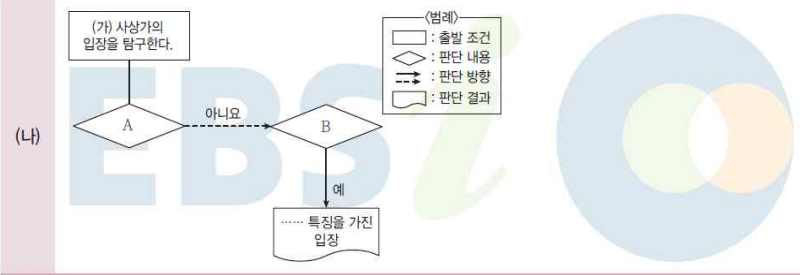 (가) 사상가의
입장을 탐구한다.
〈범례〉
: 출발 조건
: 판단 내용
: 판단 방향
: 판단 결과
(나)
A
아니요
B
예
…… 특징을 가진
입장
EBSi